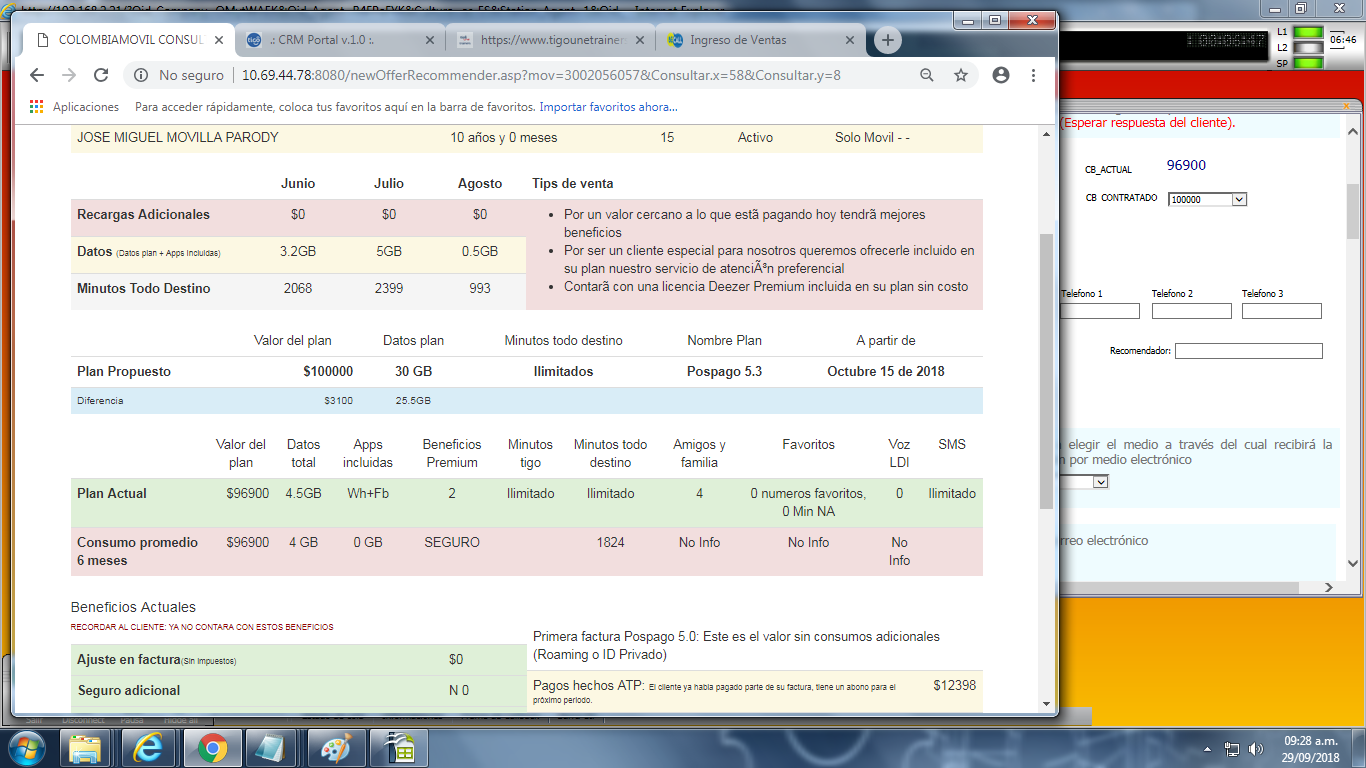 COLOMBIAMOVIL CONSUL
.: CRM Portal v.1.0 :.
https://www.tigounetrainer
Ingreso de Ventas
No seguro
10.69.44.78:8080/newOfferRecommender.asp?mov=3002056057&Consultar.x=58&Consultar.y=8
Aplicaciones Para acceder rápidamente, coloca tus favoritos aquí en la barra de favoritos. Importar favoritos ahora...
JOSE MIGUEL MOVILLA PARODY 10 años y 0 meses 15 Activo Solo Movil - -
Junio Julio Agosto Tips de venta
Recargas Adicionales $0 $0 $0
Datos (Datos plan + Apps incluidas) 3.2GB 5GB 0.5GB
Minutos Todo Destino 2068 2399 993
• Por un valor cercano a lo que estã pagando hoy tendrã mejores
beneficios
• Por ser un cliente especial para nosotros queremos ofrecerle incluido en
su plan nuestro servicio de atenciÃ³n preferencial
• Contarã con una licencia Deezer Premium incluida en su plan sin costo
Valor del plan Datos plan Minutos todo destino Nombre Plan A partir de
Plan Propuesto $100000 30 GB Ilimitados Pospago 5.3 Octubre 15 de 2018
Diferencia $3100 25.5GB
Valor del Datos Apps Beneficios Minutos Minutos todo Amigos y Favoritos Voz SMS
plan total incluidas Premium tigo destino familia LDI
Plan Actual $96900 4.5GB Wh+Fb 2 Ilimitado Ilimitado 4 0 numeros favoritos, 0 Ilimitado
0 Min NA
Consumo promedio $96900 4 GB 0 GB SEGURO 1824 No Info No Info No
6 meses Info
Beneficios Actuales
RECORDAR AL CLIENTE: YA NO CONTARA CON ESTOS BENEFICIOS
Ajuste en factura(Sin Impuestos) $0
Seguro adicional N 0
Primera factura Pospago 5.0: Este es el valor sin consumos adicionales
(Roaming o ID Privado)
Pagos hechos ATP: El cliente ya habia pagado parte de su factura, tiene un abono para el $12398
próximo periodo.
L1
L2
SP
06:46
(Esperar respuesta del cliente).
CB_ACTUAL 96900
CB CONTRATADO 100000
Telefono 1 Telefono 2 Telefono 3
Recomendador:
elegir el medio a través del cual recibirá la
por medio electrónico
rreo electrónico
Salir Disconnect Pausa Hide all
09:28 a.m.
29/09/2018